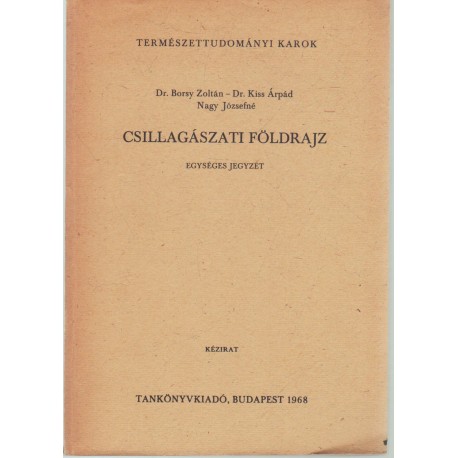 TERMÉSZETTUDOMÁNYI KAROK
Dr. Borsy Zoltán – Dr. Kiss Árpád
Nagy Józsefné
CSILLAGÁSZATI FÖLDRAJZ
EGYSÉGES JEGYZET
KÉZIRAT
TANKÖNYVKIADÓ, BUDAPEST 1968